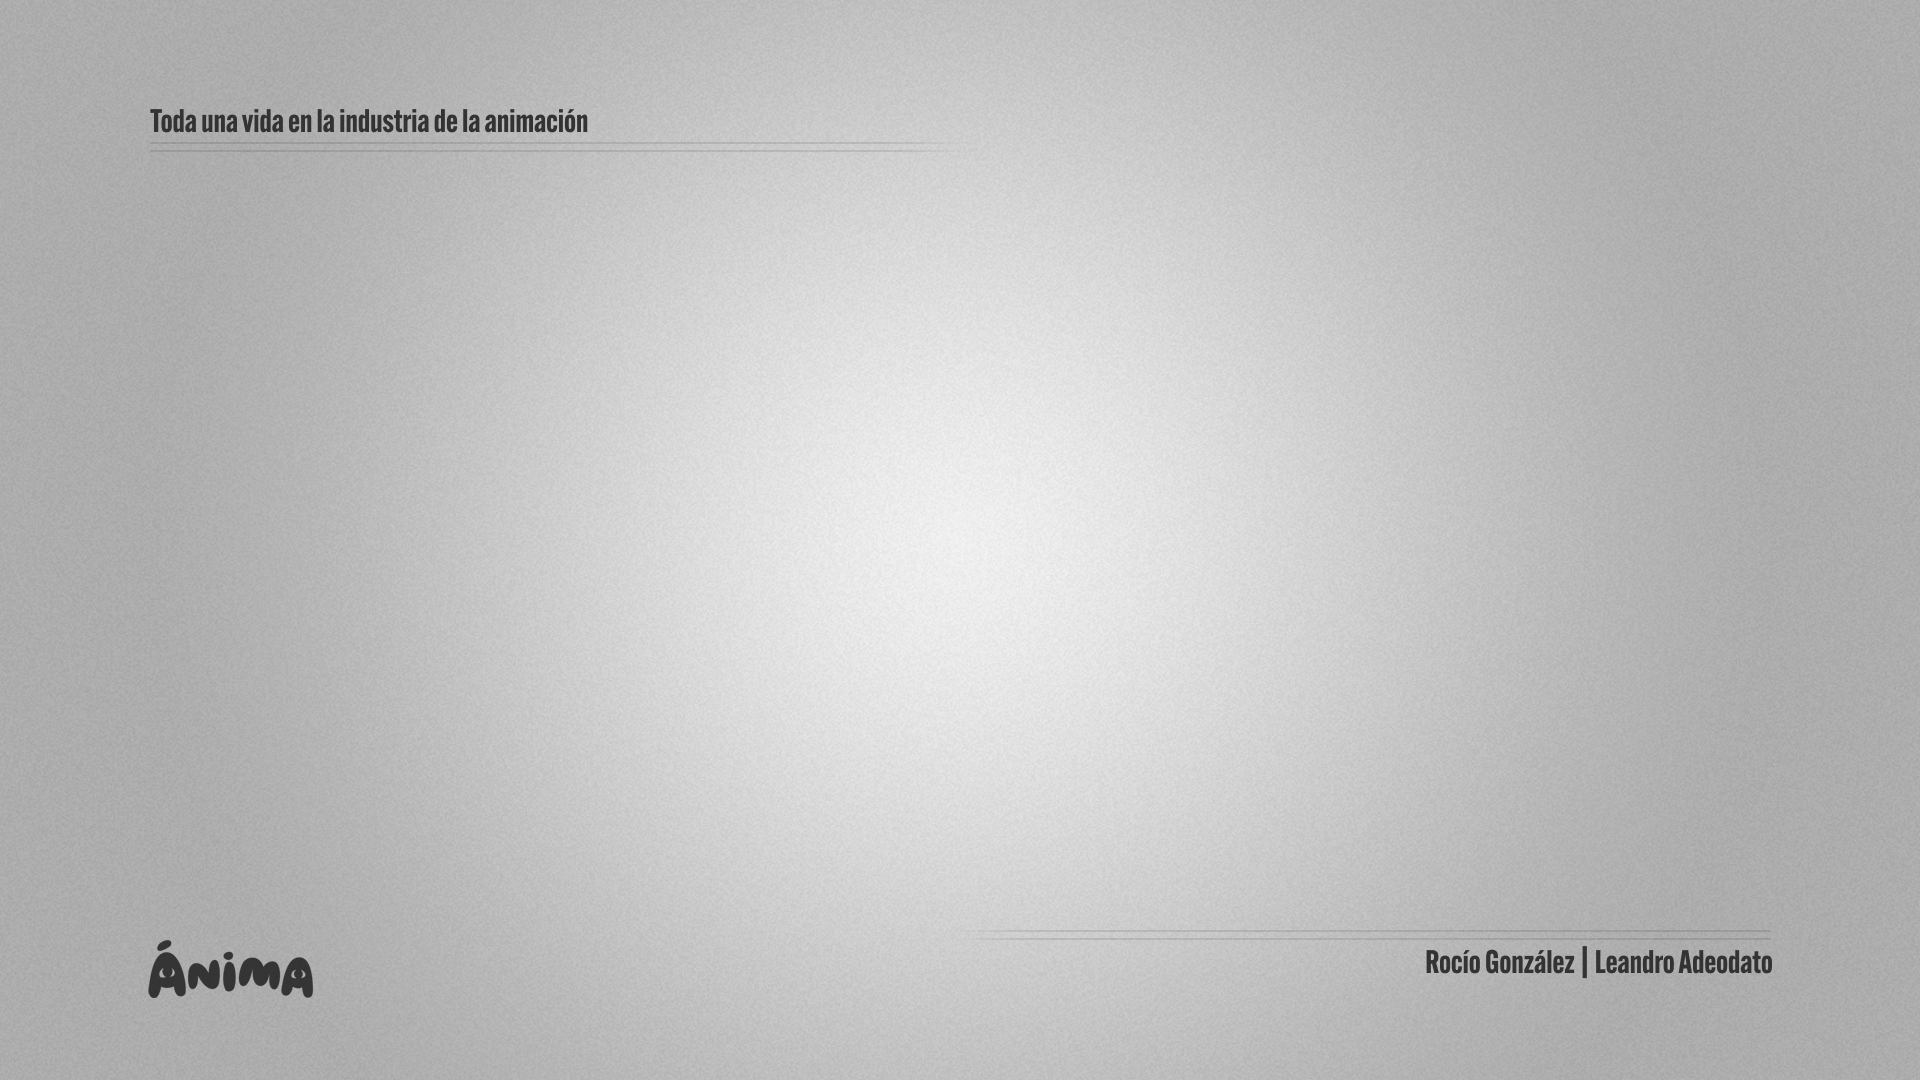 Toda una vida en la industria de la animación
Ánima
Rocío González | Leandro Adeodato